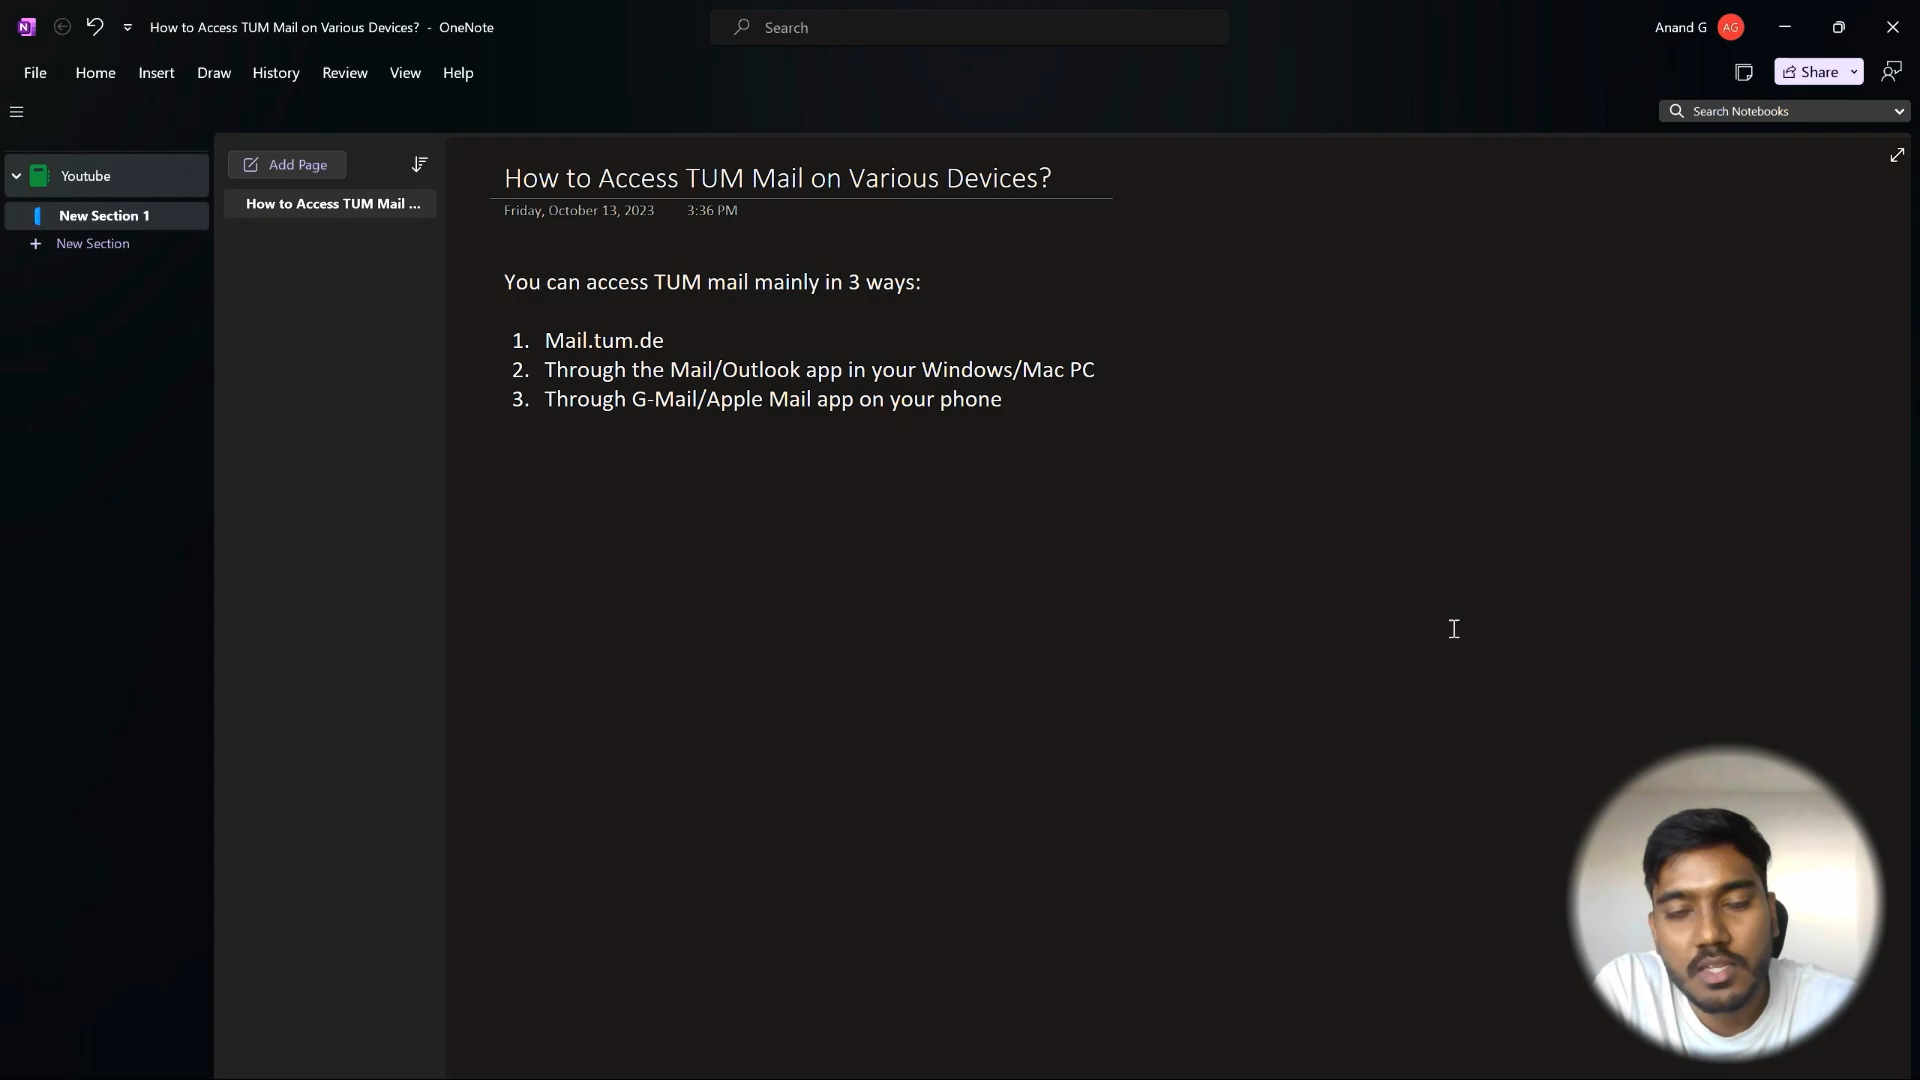 How to Access TUM Mail on Various Devices? - OneNote
Search
Anand G
AG
File
Home
Insert
Draw
History
Review
View
Help
Share
Search Notebooks
Youtube
New Section 1
New Section
Add Page
How to Access TUM Mail ...
How to Access TUM Mail on Various Devices?
Friday, October 13, 2023 3:36 PM
You can access TUM mail mainly in 3 ways:
1. Mail.tum.de
2. Through the Mail/Outlook app in your Windows/Mac PC
3. Through G-Mail/Apple Mail app on your phone